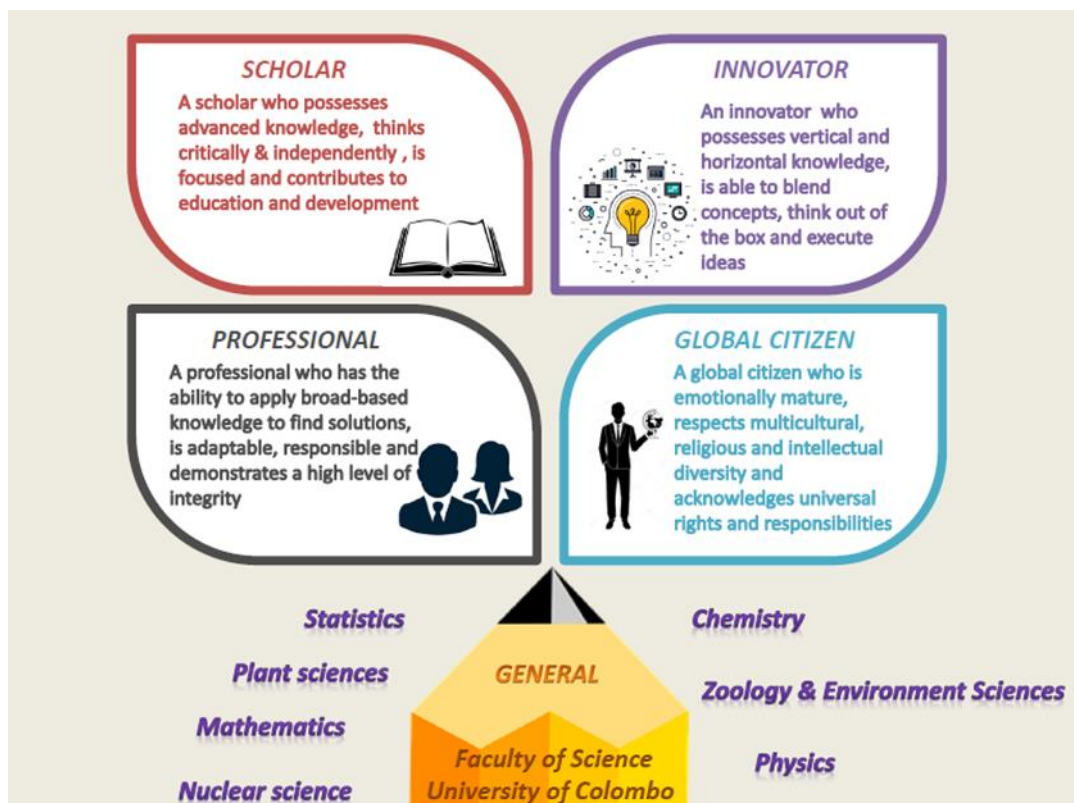 SCHOLAR
A scholar who possesses
advanced knowledge, thinks
critically & independently , is
focused and contributes to
education and development
INNOVATOR
An innovator who
possesses vertical and
horizontal knowledge,
is able to blend
concepts, think out of
the box and execute
ideas
PROFESSIONAL
A professional who has the
ability to apply broad-based
knowledge to find solutions,
is adaptable, responsible and
demonstrates a high level of
integrity
GLOBAL CITIZEN
A global citizen who is
emotionally mature,
respects multicultural,
religious and intellectual
diversity and
acknowledges universal
rights and responsibilities
Statistics
Plant sciences
Mathematics
Nuclear science
GENERAL
Faculty of Science
University of Colombo
Chemistry
Zoology & Environment Sciences
Physics